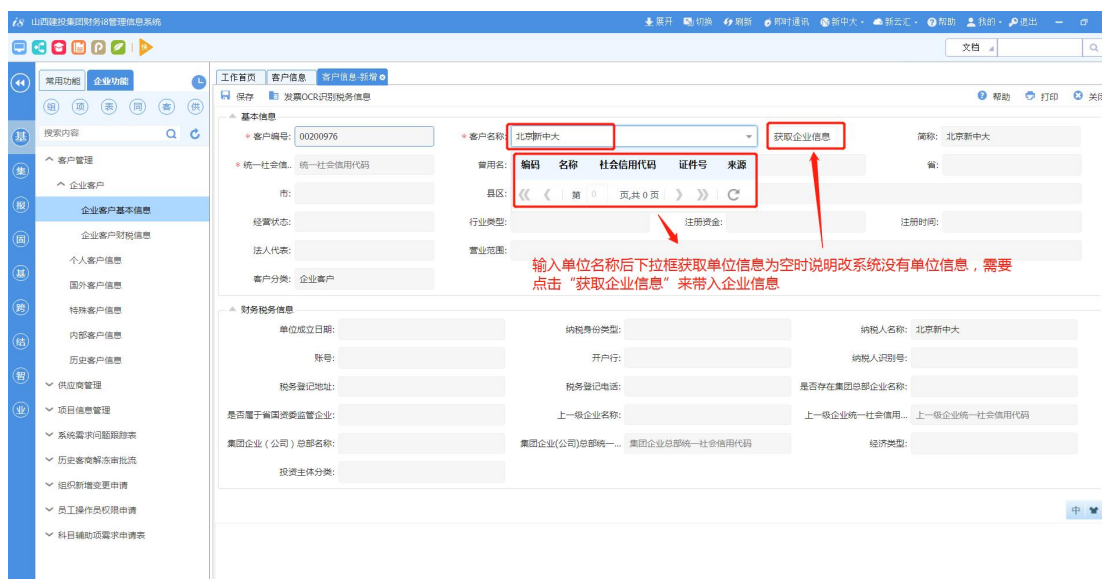 i8 山西建投集团财务i8管理信息系统 展开 切换 刷新 即时通讯 新中大 新云汇 帮助 我的 退出
文档
常用功能 企业功能
工作首页 客户信息 客户信息-新增
组 项 表 同 客 供
保存 发票OCR识别税务信息 帮助 打印 关闭
搜索内容
基 集 报 固 基 跨 结 智 业
客户管理
企业客户
企业客户基本信息
企业客户财税信息
个人客户信息
国外客户信息
特殊客户信息
内部客户信息
历史客户信息
供应商管理
项目信息管理
系统需求问题跟踪表
历史客商解冻审批流
组织新增变更申请
员工操作员权限申请
科目辅助项需求申请表
基本信息
* 客户编号: 00200976 * 客户名称: 北京新中大 获取企业信息 简称: 北京新中大
* 统一社会信.. 统一社会信用代码 曾用名: 省:
编码 名称 社会信用代码 证件号 来源
市: 县区:
第 0 页,共 0 页
经营状态: 行业类型: 注册资金: 注册时间:
法人代表: 营业范围:
客户分类: 企业客户
输入单位名称后下拉框获取单位信息为空时说明改系统没有单位信息，需要
点击“获取企业信息”来带入企业信息
财务税务信息
单位成立日期: 纳税身份类型: 纳税人名称: 北京新中大
账号: 开户行: 纳税人识别号:
税务登记地址: 税务登记电话: 是否存在集团总部企业名称:
是否属于省国资委监管企业: 上一级企业名称: 上一级企业统一社会信用... 上一级企业统一社会信用代码
集团企业（公司）总部名称: 集团企业(公司)总部统一... 集团企业总部统一社会信用代码 经济类型:
投资主体分类:
中